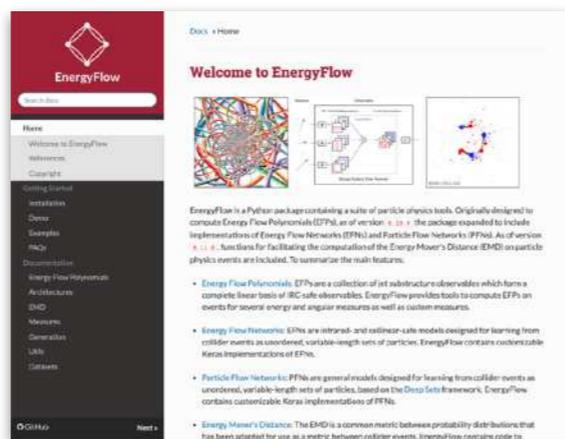 EnergyFlow
Search docs
Home
Welcome to EnergyFlow
References
Copyright
Getting Started
Installation
Demo
Examples
FAQs
Documentation
Energy Flow Polynomials
Architectures
EMD
Measures
Generation
Utils
Datasets
GitHub Next »
Docs » Home
Welcome to EnergyFlow
EnergyFlow is a Python package containing a suite of particle physics tools. Originally designed to
compute Energy Flow Polynomials (EFPs), as of version the package expanded to include
implementations of Energy Flow Networks (EFNs) and Particle Flow Networks (PFNs). As of version
, functions for facilitating the computation of the Energy Mover's Distance (EMD) on particle
physics events are included. To summarize the main features:
• Energy Flow Polynomials: EFPs are a collection of jet substructure observables which form a
complete linear basis of IRC-safe observables. EnergyFlow provides tools to compute EFPs on
events for several energy and angular measures as well as custom measures.
• Energy Flow Networks: EFNs are infrared- and collinear-safe models designed for learning from
collider events as unordered, variable-length sets of particles. EnergyFlow contains customizable
Keras implementations of EFNs.
• Particle Flow Networks: PFNs are general models designed for learning from collider events as
unordered, variable-length sets of particles, based on the Deep Sets framework. EnergyFlow
contains customizable Keras implementations of PFNs.
• Energy Mover's Distance: The EMD is a common metric between probability distributions that
has been adapted for use as a metric between collider events. EnergyFlow contains code to